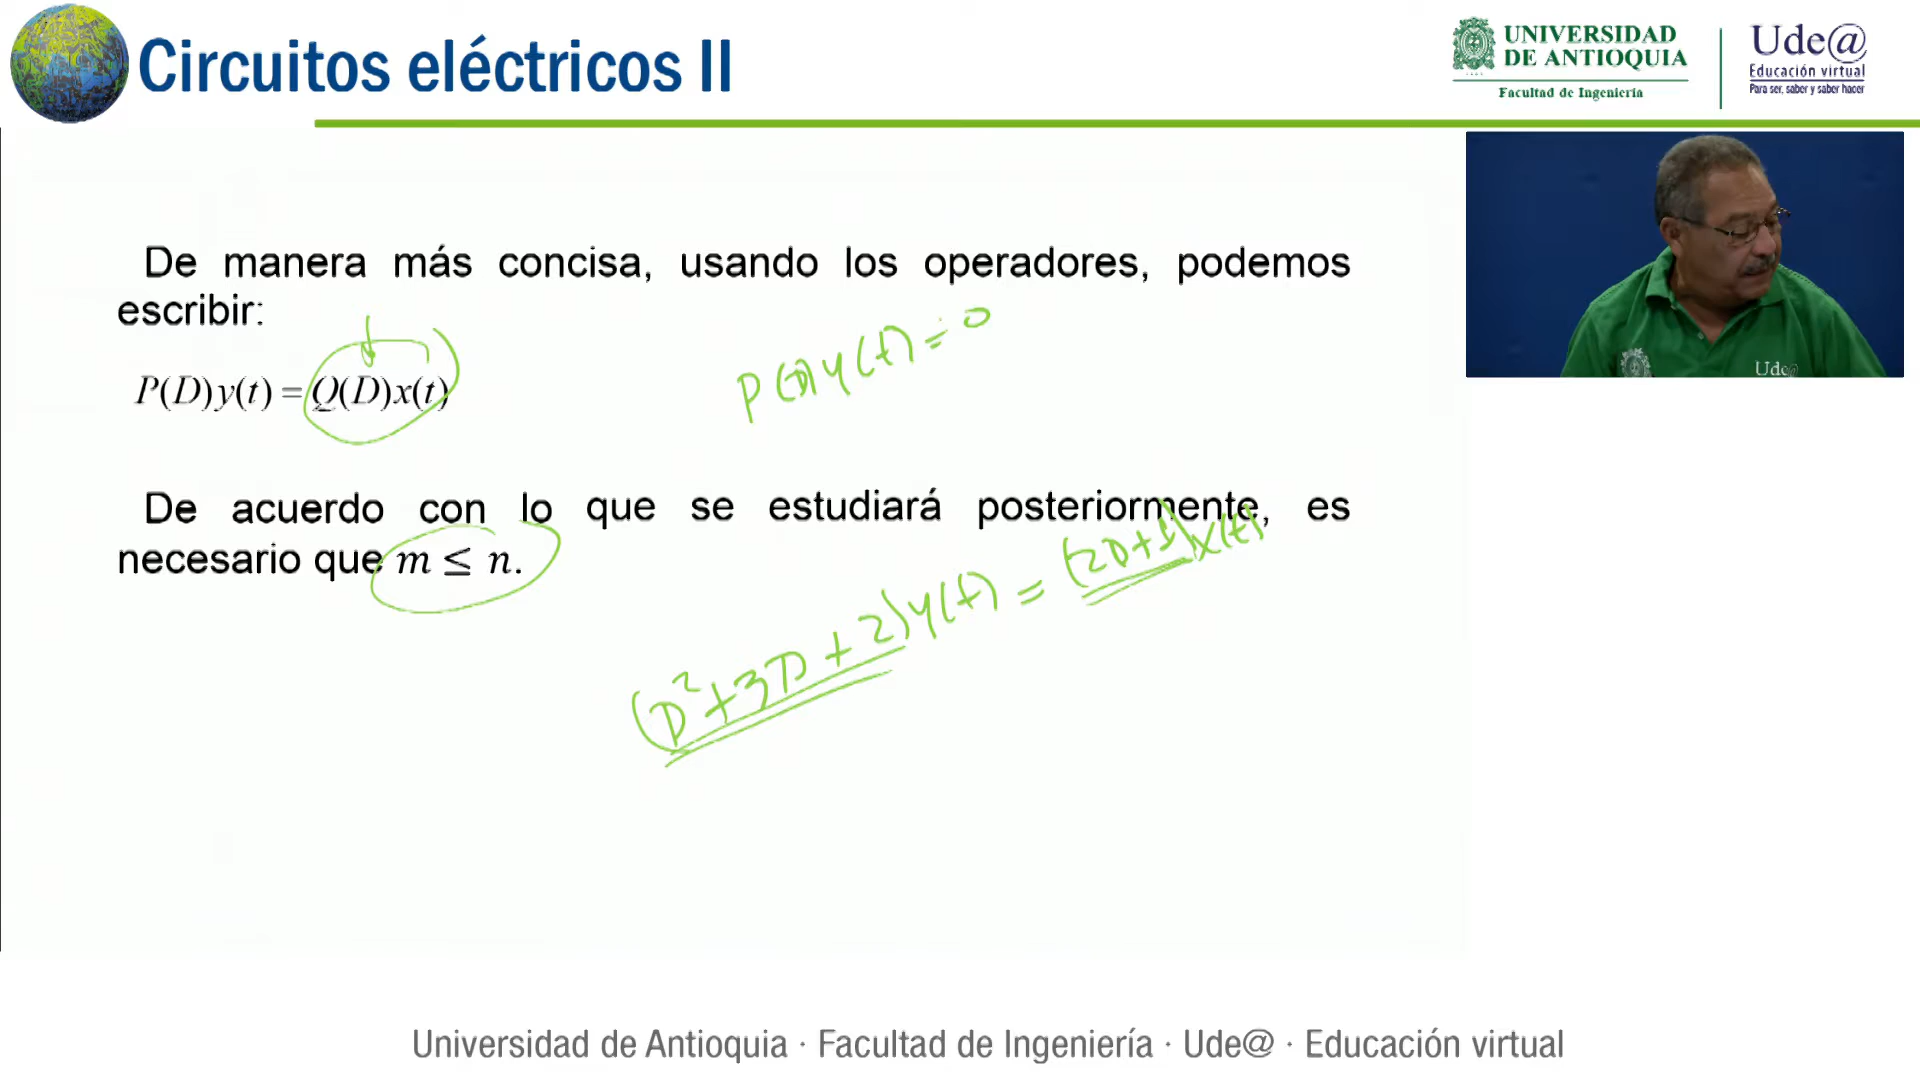 Circuitos eléctricos II
UNIVERSIDAD
DE ANTIOQUIA
Facultad de Ingeniería
Ude@
Educación virtual
Para ser, saber y saber hacer
De manera más concisa, usando los operadores, podemos
escribir:
P(D)y(t) = Q(D)x(t)
P(D)y(t) = 0
De acuerdo con lo que se estudiará posteriormente, es
necesario que m ≤ n.
(D²+3D+2)y(t) = (2D+1)x(t)
Ude@
Universidad de Antioquia · Facultad de Ingeniería · Ude@ · Educación virtual